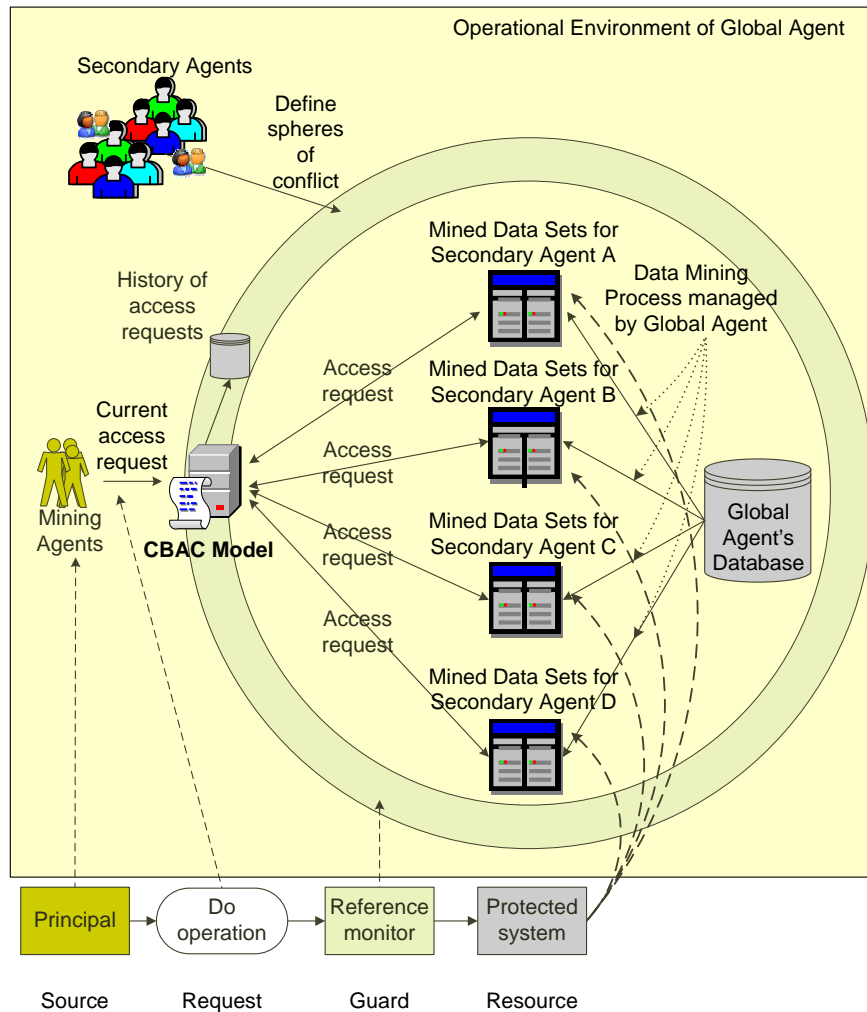 Operational Environment of Global Agent
Secondary Agents
Define
spheres
of
conflict
Mined Data Sets for
Secondary Agent A
Data Mining
Process managed
by Global Agent
History of
access
requests
Access
request
Mined Data Sets for
Secondary Agent B
Current
access
request
Access
request
Mining
Agents
CBAC Model
Mined Data Sets for
Secondary Agent C
Access
request
Global
Agent’s
Database
Access
request
Mined Data Sets for
Secondary Agent D
Principal
Do
operation
Reference
monitor
Protected
system
Source
Request
Guard
Resource